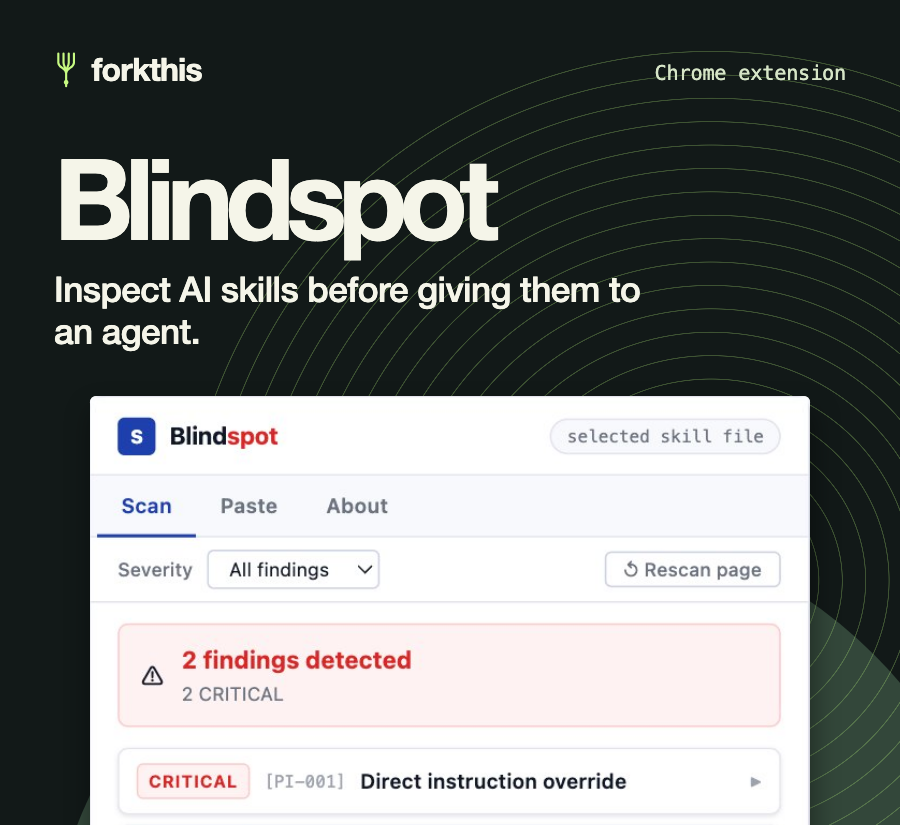 forkthis
Chrome extension
Blindspot
Inspect AI skills before giving them to
an agent.
S
Blindspot
selected skill file
Scan
Paste
About
Severity
All findings
Rescan page
2 findings detected
2 CRITICAL
CRITICAL
[PI-001]
Direct instruction override